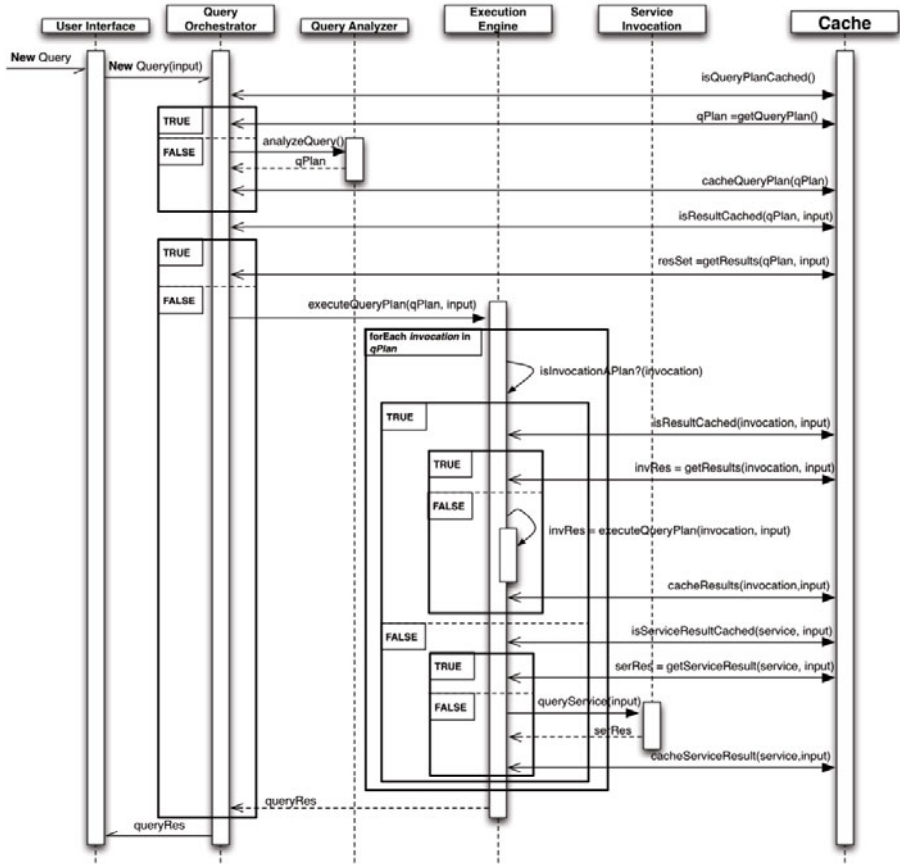 User Interface
Query
Orchestrator
Query Analyzer
Execution
Engine
Service
Invocation
Cache
New Query
New Query(input)
isQueryPlanCached()
TRUE
qPlan =getQueryPlan()
FALSE
analyzeQuery()
qPlan
cacheQueryPlan(qPlan)
isResultCached(qPlan, input)
TRUE
resSet =getResults(qPlan, input)
FALSE
executeQueryPlan(qPlan, input)
forEach invocation in
qPlan
isInvocationAPlan?(invocation)
TRUE
isResultCached(invocation, input)
TRUE
invRes = getResults(invocation, input)
FALSE
invRes = executeQueryPlan(invocation, input)
cacheResults(invocation,input)
FALSE
isServiceResultCached(service, input)
TRUE
serRes = getServiceResult(service, input)
FALSE
queryService(input)
serRes
cacheServiceResult(service,input)
queryRes
queryRes